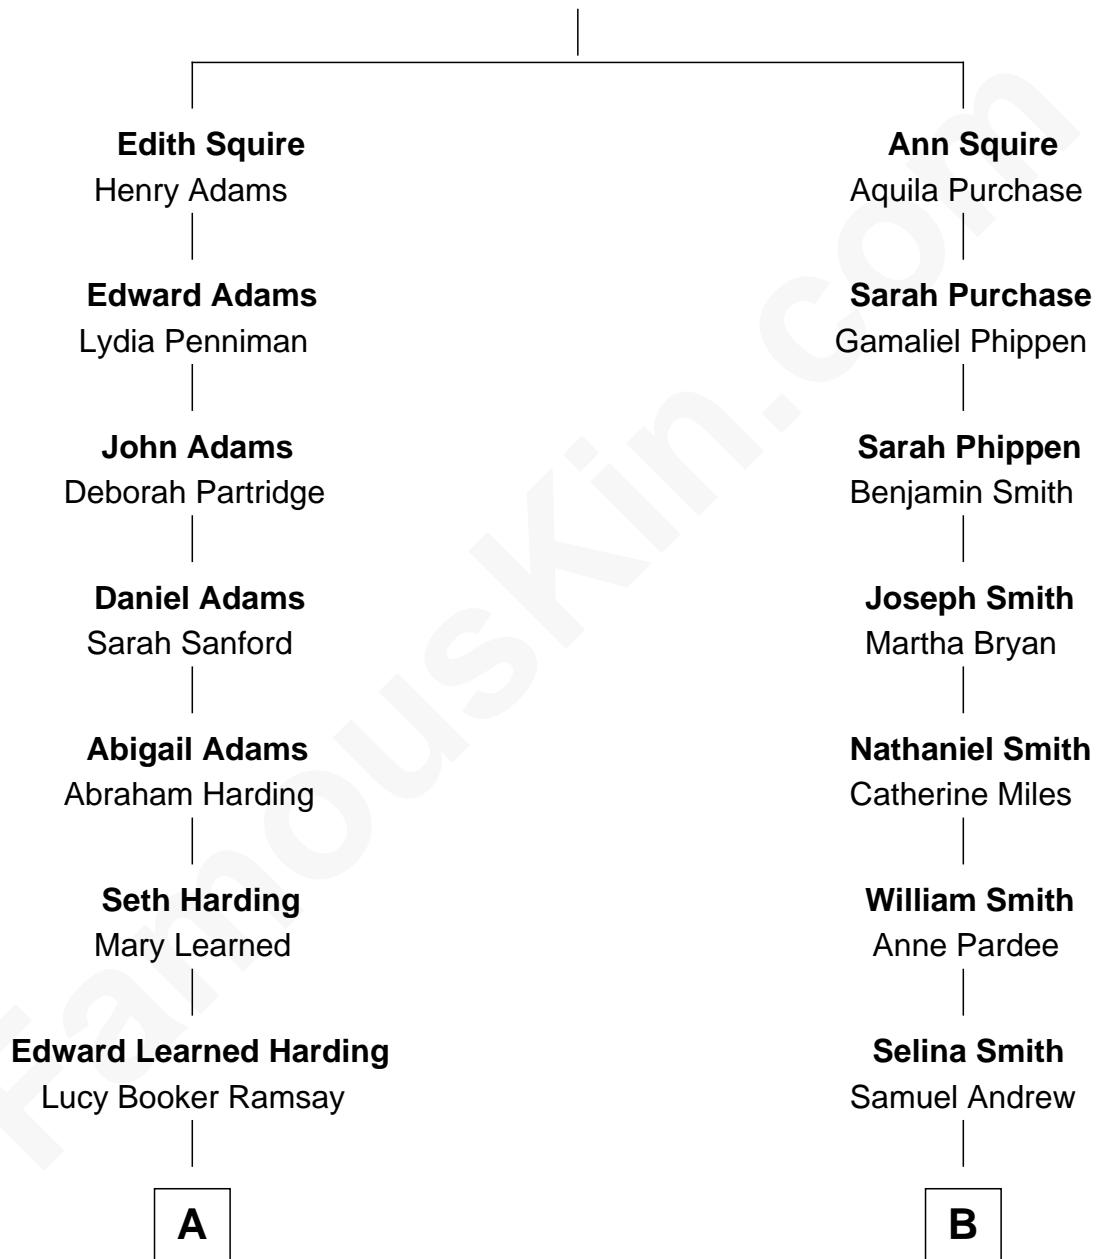 Edith Squire
Henry Adams
Edward Adams
Lydia Penniman
John Adams
Deborah Partridge
Daniel Adams
Sarah Sanford
Abigail Adams
Abraham Harding
Seth Harding
Mary Learned
Edward Learned Harding
Lucy Booker Ramsay
A
Ann Squire
Aquila Purchase
Sarah Purchase
Gamaliel Phippen
Sarah Phippen
Benjamin Smith
Joseph Smith
Martha Bryan
Nathaniel Smith
Catherine Miles
William Smith
Anne Pardee
Selina Smith
Samuel Andrew
B
FamousKin.com